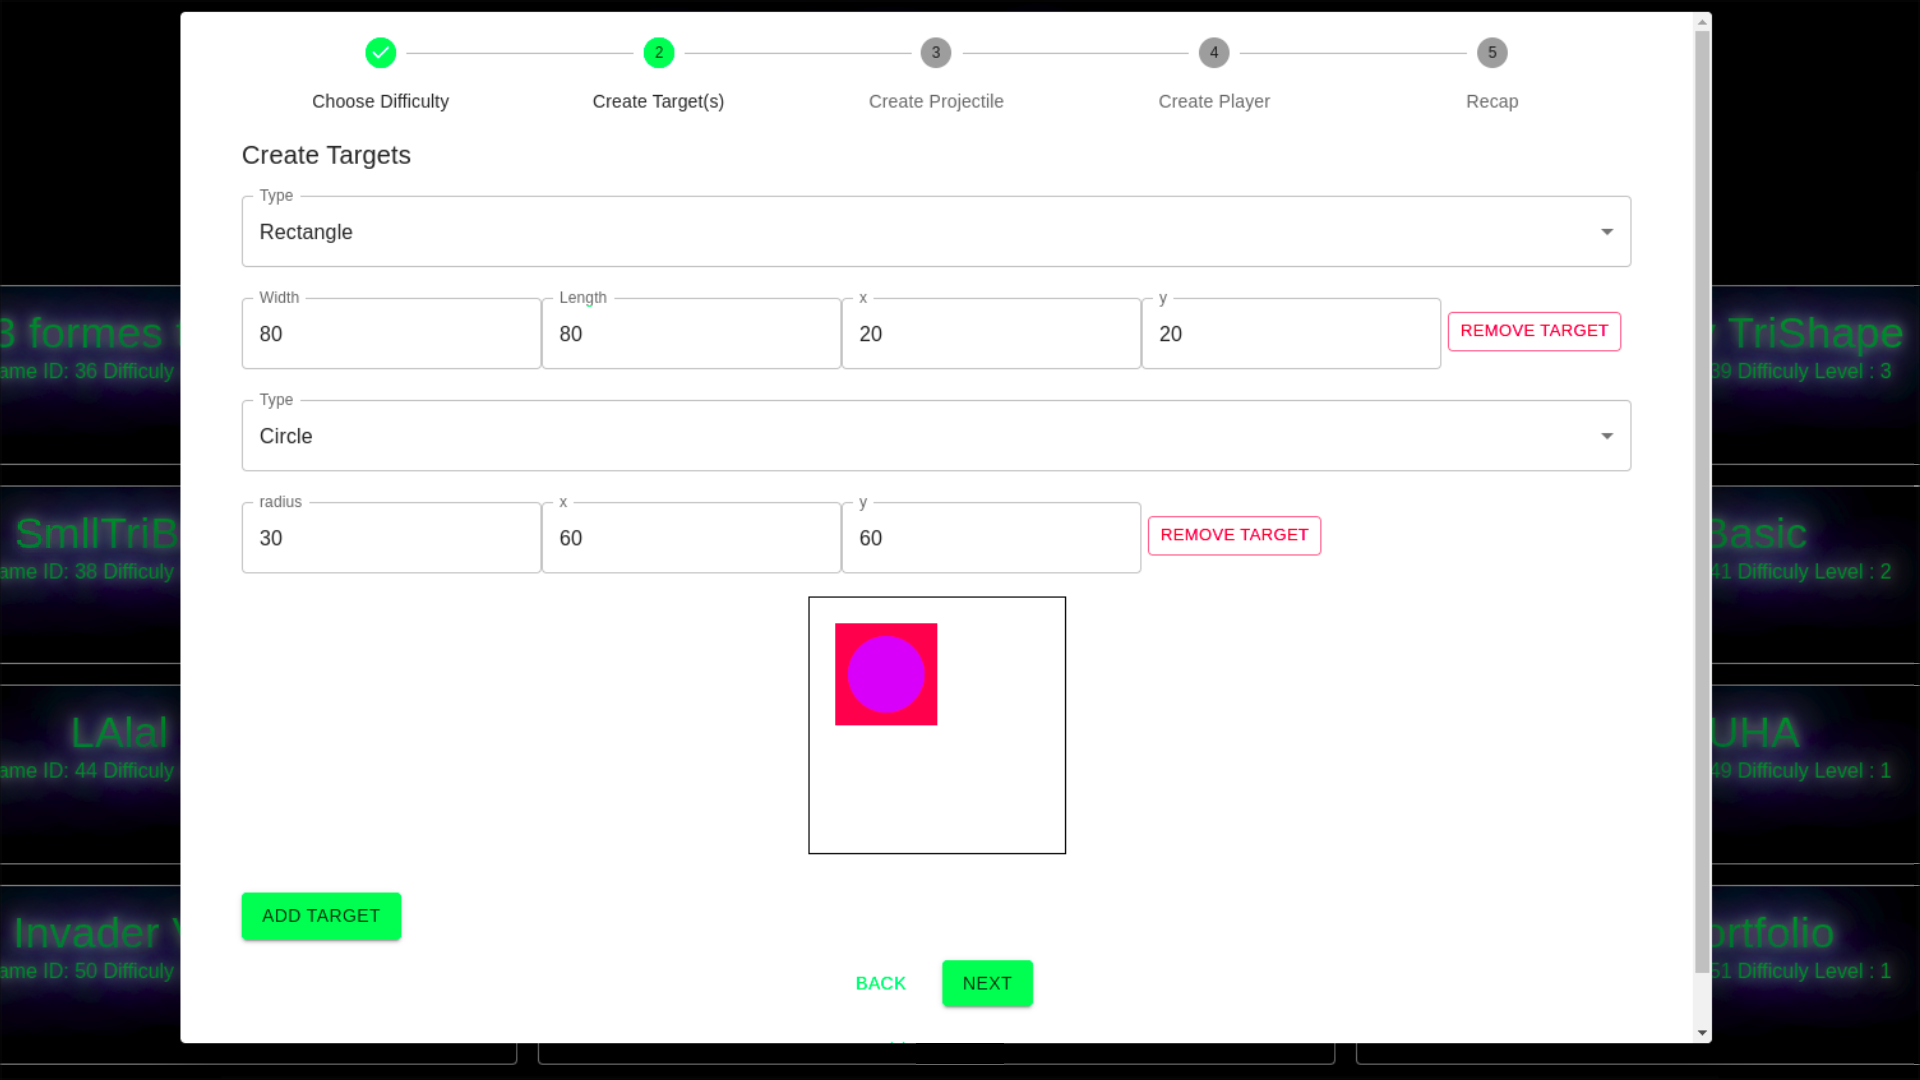 2 3 4 5
Choose Difficulty Create Target(s) Create Projectile Create Player Recap
Create Targets
Type
Rectangle
Width Length x y
80 80 20 20 REMOVE TARGET
3 formes
TriShape
ame ID: 36 Difficuly
39 Difficuly Level : 3
Type
Circle
radius x y
30 60 60 REMOVE TARGET
SmllTriB
Basic
ame ID: 38 Difficuly
41 Difficuly Level : 2
LAlal
UHA
ame ID: 44 Difficuly
49 Difficuly Level : 1
ADD TARGET
Invader
ortfolio
ame ID: 50 Difficuly
51 Difficuly Level : 1
BACK NEXT